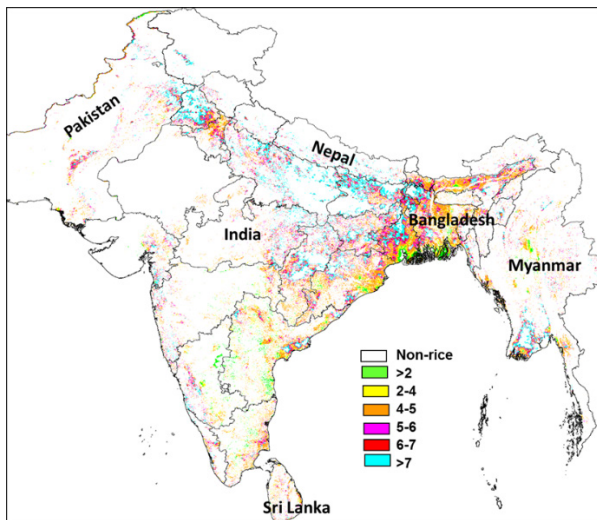 Pakistan
Nepal
India
Bangladesh
Myanmar
Non-rice
>2
2-4
4-5
5-6
6-7
>7
Sri Lanka